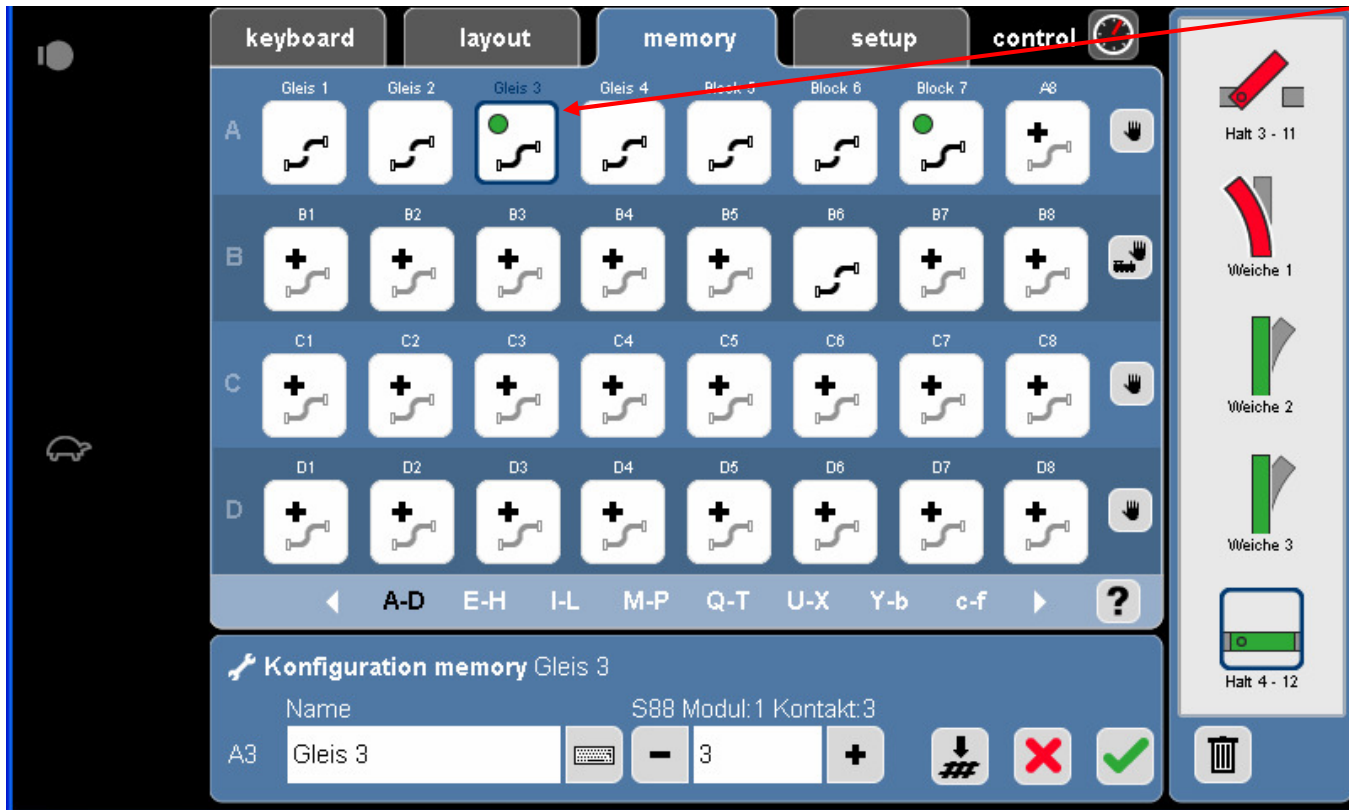 keyboard layout memory setup control
Gleis 1 Gleis 2 Gleis 3 Gleis 4 Block 5 Block 6 Block 7 A8
A
B1 B2 B3 B4 B5 B6 B7 B8
B
C1 C2 C3 C4 C5 C6 C7 C8
C
D1 D2 D3 D4 D5 D6 D7 D8
D
A-D E-H I-L M-P Q-T U-X Y-b c-f ?
Konfiguration memory Gleis 3
Name S88 Modul:1 Kontakt:3
A3 Gleis 3 3
Halt 3 - 11
Weiche 1
Weiche 2
Weiche 3
Halt 4 - 12